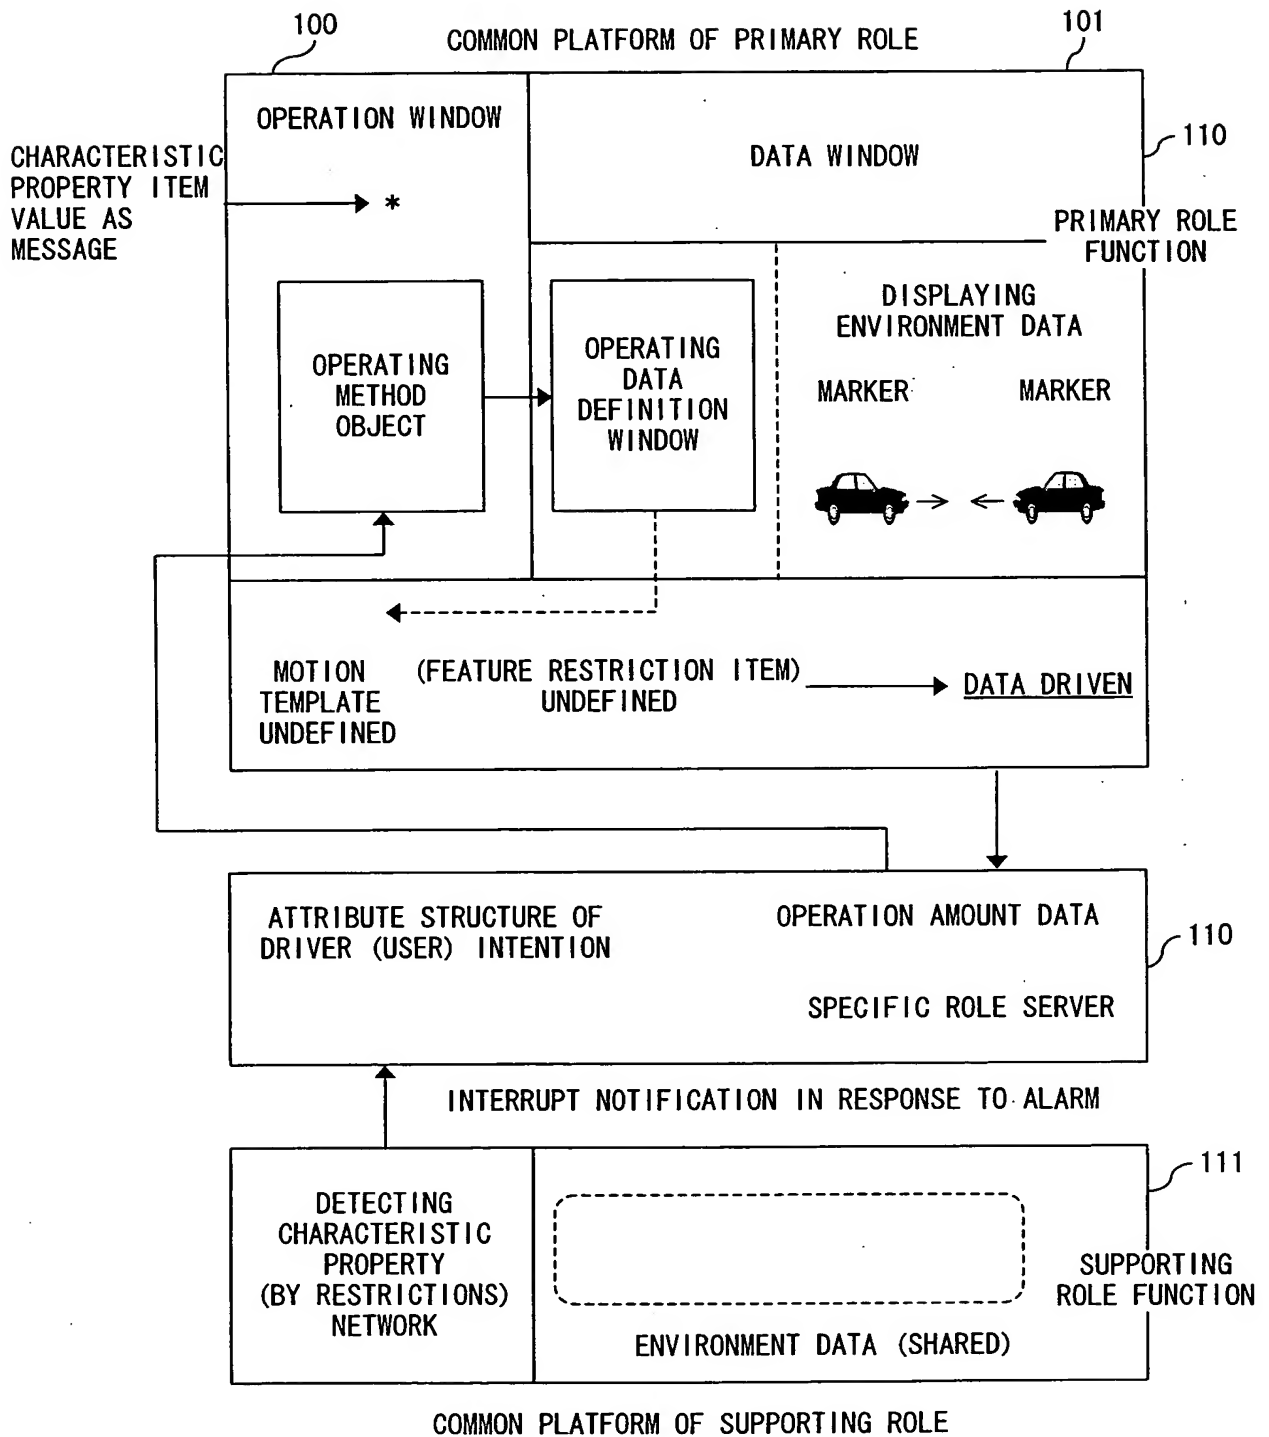 100
COMMON PLATFORM OF PRIMARY ROLE
101
OPERATION WINDOW
DATA WINDOW
110
CHARACTERISTIC
PROPERTY ITEM
VALUE AS
MESSAGE
*
PRIMARY ROLE
FUNCTION
OPERATING
METHOD
OBJECT
OPERATING
DATA
DEFINITION
WINDOW
DISPLAYING
ENVIRONMENT DATA
MARKER
MARKER
MOTION
TEMPLATE
UNDEFINED
(FEATURE RESTRICTION ITEM)
UNDEFINED
DATA DRIVEN
ATTRIBUTE STRUCTURE OF
DRIVER (USER) INTENTION
OPERATION AMOUNT DATA
110
SPECIFIC ROLE SERVER
INTERRUPT NOTIFICATION IN RESPONSE TO ALARM
111
DETECTING
CHARACTERISTIC
PROPERTY
(BY RESTRICTIONS)
NETWORK
SUPPORTING
ROLE FUNCTION
ENVIRONMENT DATA (SHARED)
COMMON PLATFORM OF SUPPORTING ROLE